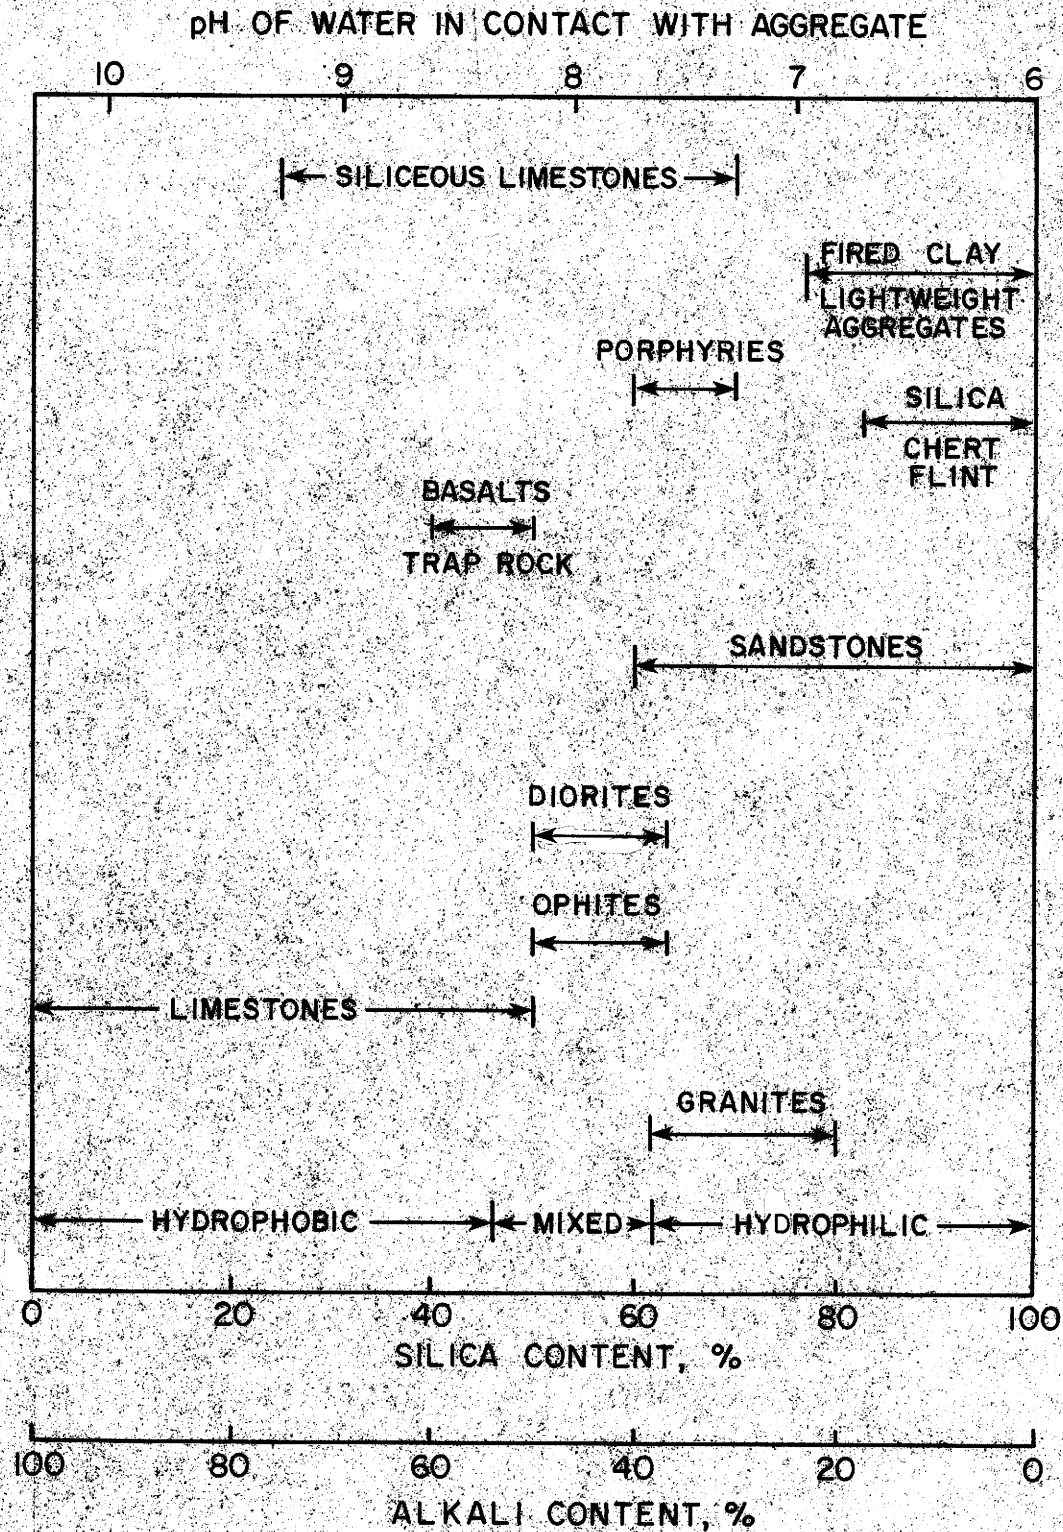 pH OF WATER IN CONTACT WITH AGGREGATE
10 9 8 7 6
SILICEOUS LIMESTONES
FIRED CLAY
LIGHTWEIGHT
AGGREGATES
PORPHYRIES
SILICA
CHERT
FLINT
BASALTS
TRAP ROCK
SANDSTONES
DIORITES
OPHITES
LIMESTONES
GRANITES
HYDROPHOBIC MIXED HYDROPHILIC
0 20 40 60 80 100
SILICA CONTENT, %
100 80 60 40 20 0
ALKALI CONTENT, %